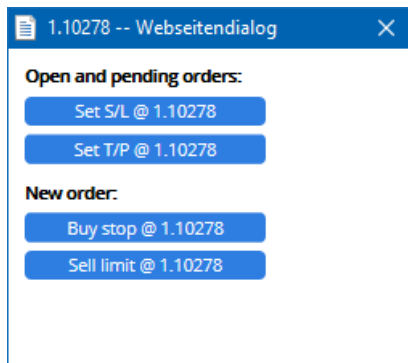 1.10278 -- Webseitendialog
Open and pending orders:
Set S/L @ 1.10278
Set T/P @ 1.10278
New order:
Buy stop @ 1.10278
Sell limit @ 1.10278